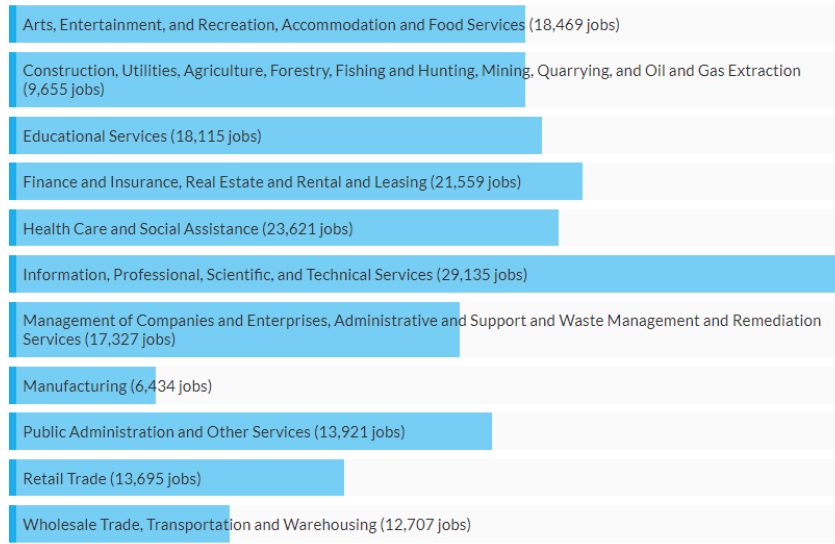 Arts, Entertainment, and Recreation, Accommodation and Food Services (18,469 jobs)
Construction, Utilities, Agriculture, Forestry, Fishing and Hunting, Mining, Quarrying, and Oil and Gas Extraction
(9,655 jobs)
Educational Services (18,115 jobs)
Finance and Insurance, Real Estate and Rental and Leasing (21,559 jobs)
Health Care and Social Assistance (23,621 jobs)
Information, Professional, Scientific, and Technical Services (29,135 jobs)
Management of Companies and Enterprises, Administrative and Support and Waste Management and Remediation
Services (17,327 jobs)
Manufacturing (6,434 jobs)
Public Administration and Other Services (13,921 jobs)
Retail Trade (13,695 jobs)
Wholesale Trade, Transportation and Warehousing (12,707 jobs)